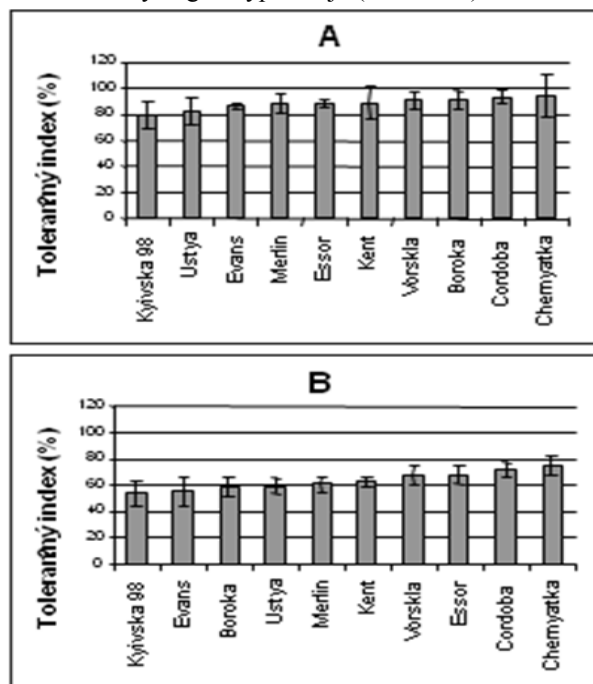 A
Tolerančný index (%)
120
100
80
60
40
20
0
Kyivska 98
Ustya
Evans
Merlin
Essor
Kent
Vorskla
Boroka
Cordoba
Chernyatka
B
Tolerančný index (%)
120
100
80
60
40
20
0
Kyivska 98
Evans
Boroka
Ustya
Merlin
Kent
Vorskla
Essor
Cordoba
Chernyatka